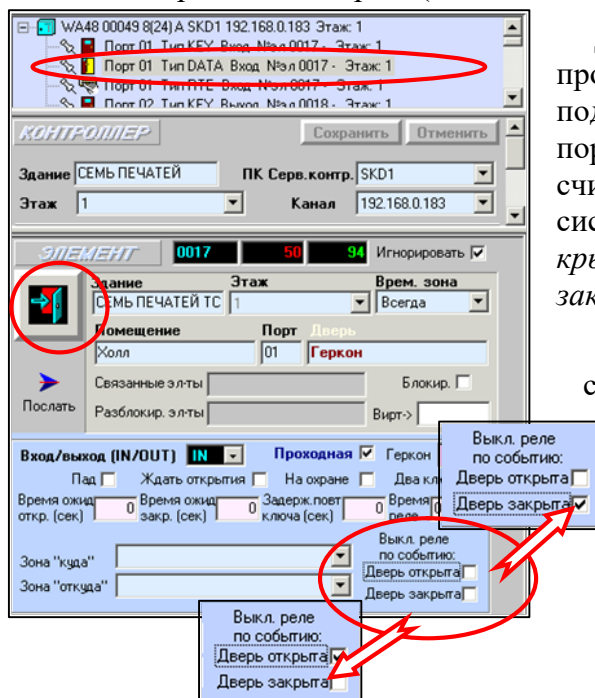 WA48 00049 8(24) A SKD1 192.168.0.183 Этаж: 1
Порт 01 Тип KEY Вход №эл 0017 - Этаж: 1
Порт 01 Тип DATA Вход №эл 0017 - Этаж: 1
Порт 01 Тип RTE Вход №эл 0017 - Этаж: 1
Порт 02 Тип KEY Выход №эл 0018 - Этаж: 1
КОНТРОЛЛЕР Сохранить Отменить
Здание СЕМЬ ПЕЧАТЕЙ ПК Серв.контр. SKD1
Этаж 1 Канал 192.168.0.183
ЭЛЕМЕНТ 0017 50 94 Игнорировать
Здание Этаж Врем. зона
СЕМЬ ПЕЧАТЕЙ ТС 1 Всегда
Помещение Порт Дверь
Холл 01 Геркон
Связанные эл-ты Блокир.
Послать Разблокир. эл-ты Вирт->
Вход/выход (IN/OUT) IN Проходная Геркон
Пад Ждать открытия На охране Два кл
Время ожид откр. (сек) 0 Время ожид закр. (сек) 0 Задерж.повт ключа (сек) 0 Время реле 0
Зона "куда"
Зона "откуда"
Выкл. реле
по событию:
Дверь открыта
Дверь закрыта
Выкл. реле
по событию:
Дверь открыта
Дверь закрыта
Выкл. реле
по событию:
Дверь открыта
Дверь закрыта
про
под
пор
счи
сис
кры
зак
с